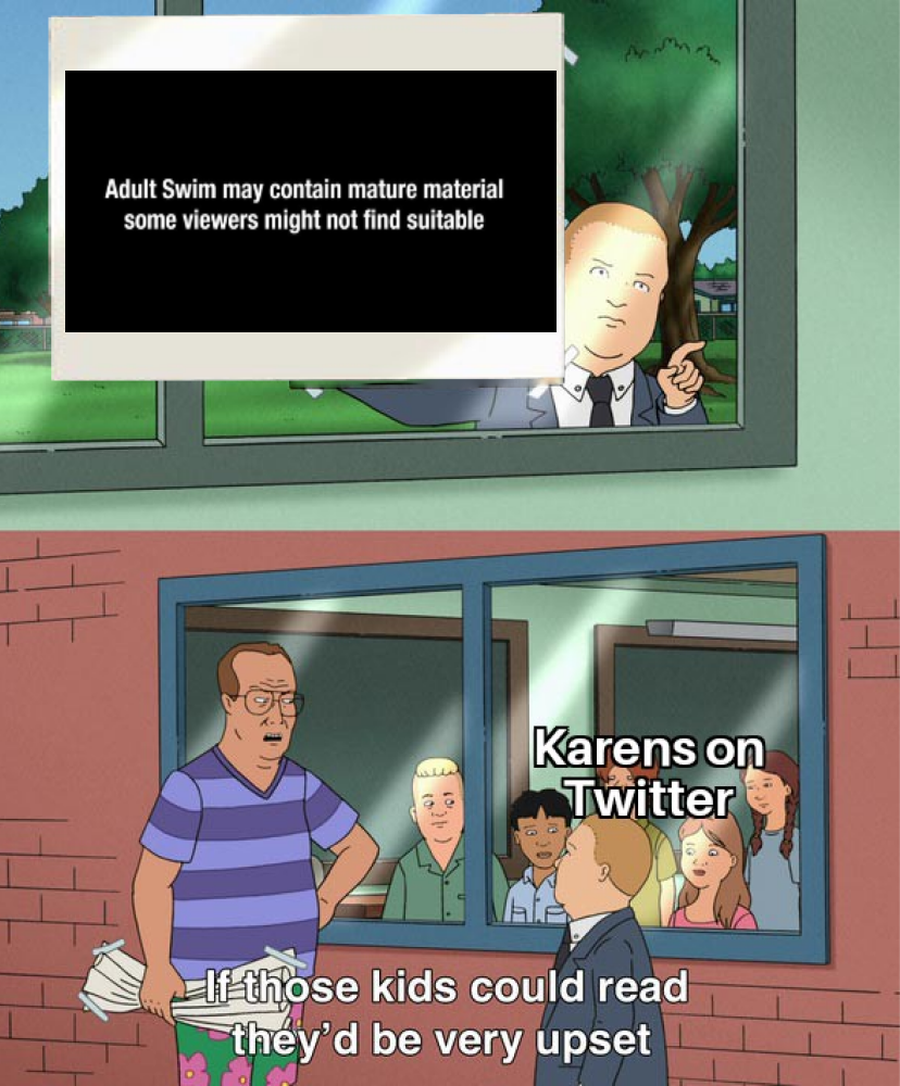 Adult Swim may contain mature material
some viewers might not find suitable
Karens on
Twitter
If those kids could read
they'd be very upset